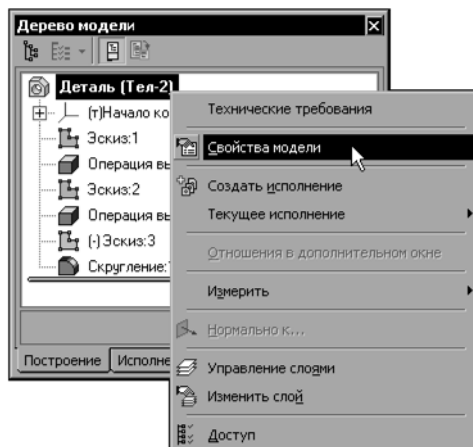 Дерево модели
Деталь (Тел-2)
(т)Начало ко
Эскиз:1
Операция вы
Эскиз:2
Операция вы
(-)Эскиз:3
Скругление:
Построение
Исполне
Технические требования
Свойства модели
Создать исполнение
Текущее исполнение
Отношения в дополнительном окне
Измерить
Нормально к...
Управление слоями
Изменить слой
Доступ